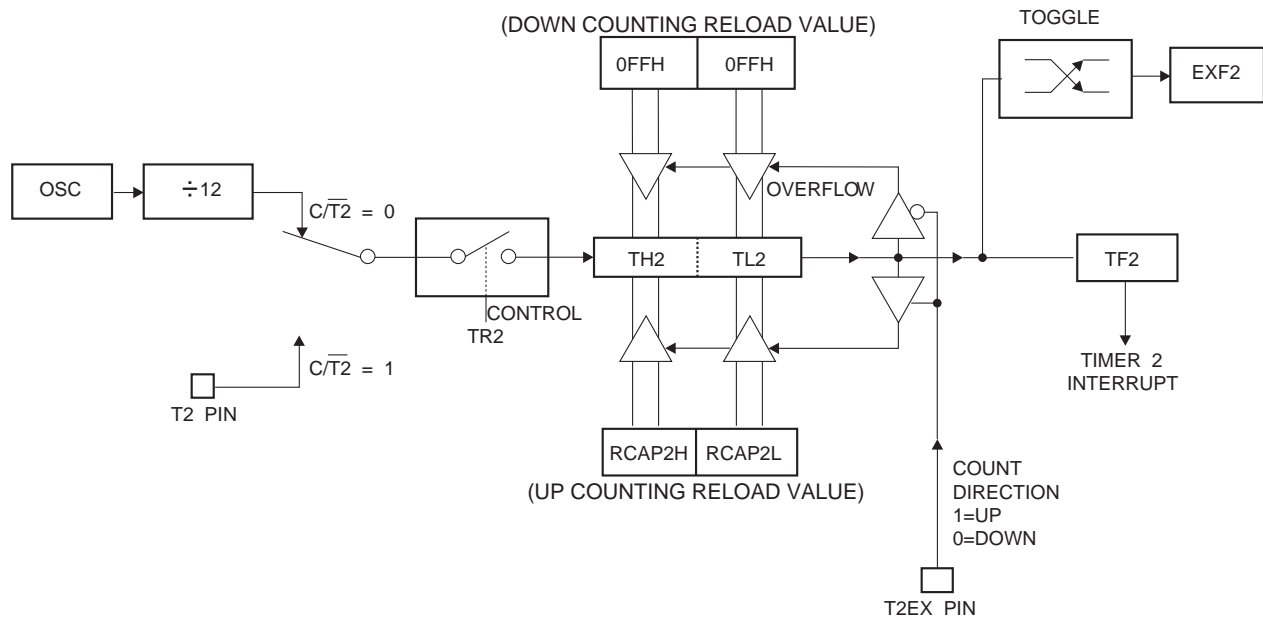 (DOWN COUNTING RELOAD VALUE)
TOGGLE
0FFH 0FFH
EXF2
OSC
÷12
OVERFLOW
C/T2̅ = 0
TH2 TL2
TF2
CONTROL
TR2
C/T2̅ = 1
T2 PIN
TIMER 2
INTERRUPT
RCAP2H RCAP2L
(UP COUNTING RELOAD VALUE)
COUNT
DIRECTION
1=UP
0=DOWN
T2EX PIN